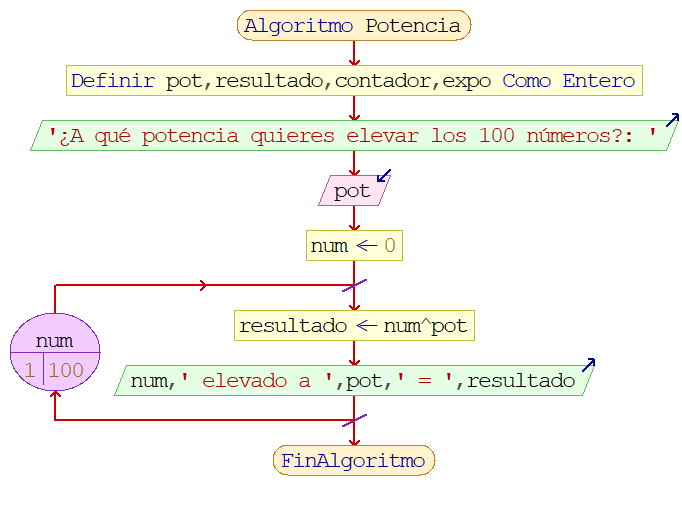 Algoritmo Potencia
Definir pot,resultado,contador,expo Como Entero
'¿A qué potencia quieres elevar los 100 números?: '
pot
num ← 0
resultado ← num^pot
num
1 100
num,' elevado a ',pot,' = ',resultado
FinAlgoritmo